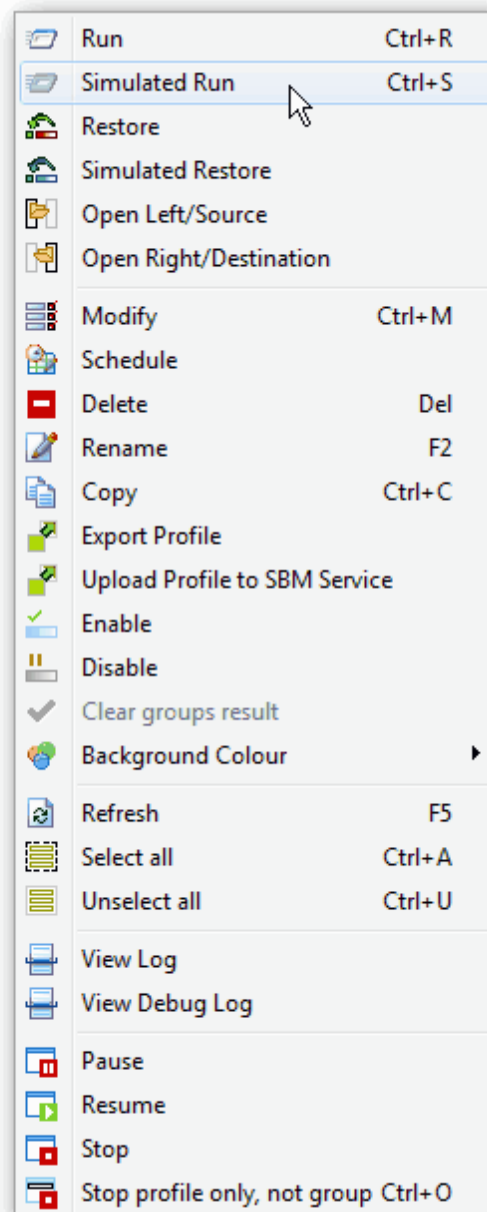 Run Ctrl+R
Simulated Run Ctrl+S
Restore
Simulated Restore
Open Left/Source
Open Right/Destination
Modify Ctrl+M
Schedule
Delete Del
Rename F2
Copy Ctrl+C
Export Profile
Upload Profile to SBM Service
Enable
Disable
Clear groups result
Background Colour
Refresh F5
Select all Ctrl+A
Unselect all Ctrl+U
View Log
View Debug Log
Pause
Resume
Stop
Stop profile only, not group Ctrl+O